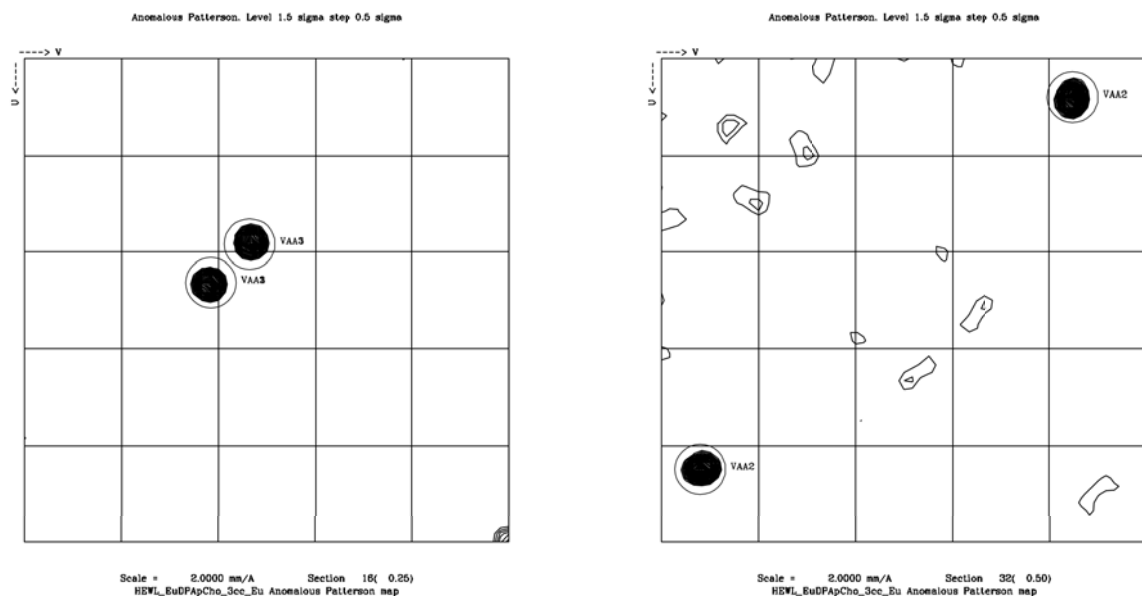 Anomalous Patterson. Level 1.5 sigma step 0.5 sigma
----> V
U <----
VAA3
VAA3
Scale = 2.0000 mm/A Section 16( 0.25)
HEWL_EuDPApCho_3cc_Eu Anomalous Patterson map
Anomalous Patterson. Level 1.5 sigma step 0.5 sigma
----> V
U <----
VAA2
VAA2
Scale = 2.0000 mm/A Section 32( 0.50)
HEWL_EuDPApCho_3cc_Eu Anomalous Patterson map